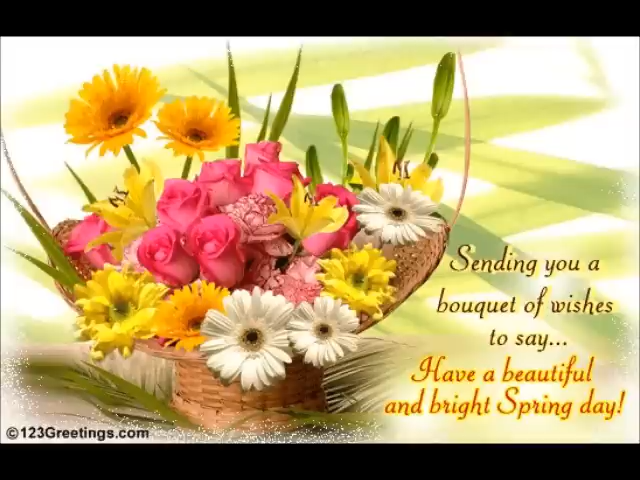 Sending you a
bouquet of wishes
to say...
Have a beautiful
and bright Spring day!
©123Greetings.com